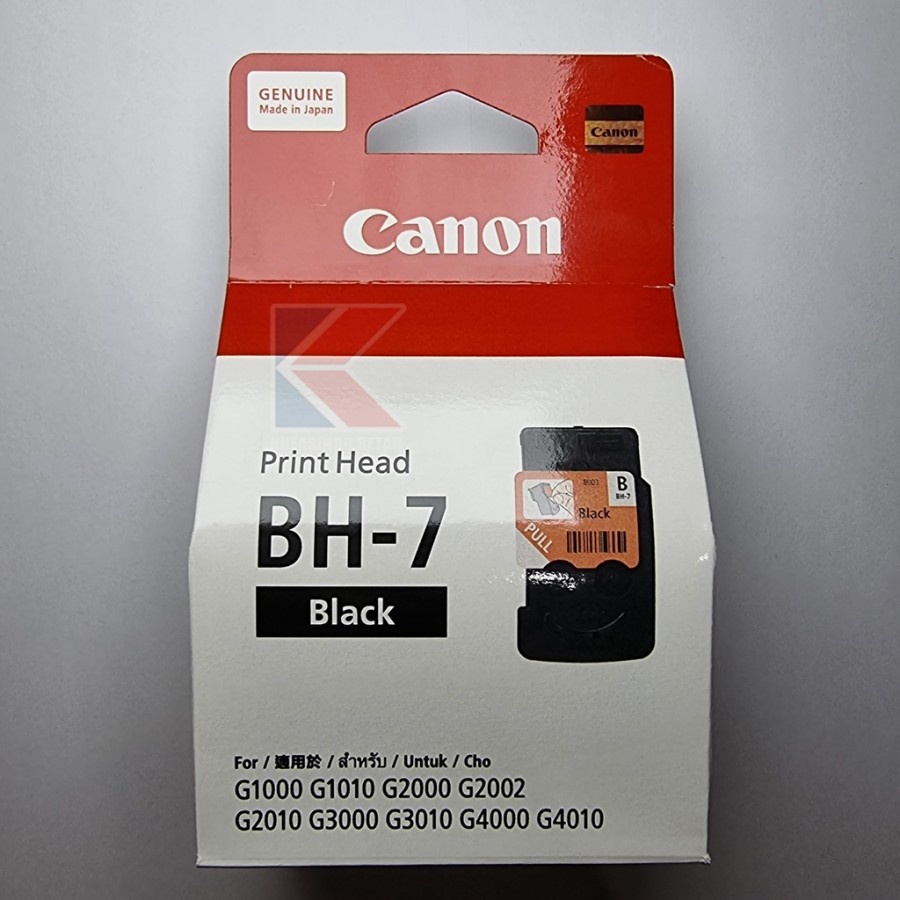 GENUINE
Made in Japan
Canon
Canon
Print Head
BH-7
Black
B
BH-7
Black
PULL
For / 適用於 / สำหรับ / Untuk / Cho
G1000 G1010 G2000 G2002
G2010 G3000 G3010 G4000 G4010